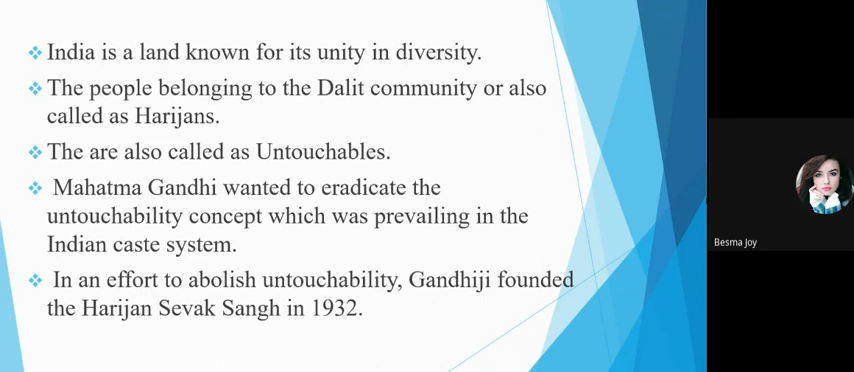 India is a land known for its unity in diversity.
The people belonging to the Dalit community or also
called as Harijans.
The are also called as Untouchables.
Mahatma Gandhi wanted to eradicate the
untouchability concept which was prevailing in the
Indian caste system.
In an effort to abolish untouchability, Gandhiji founded
the Harijan Sevak Sangh in 1932.
Besma Joy